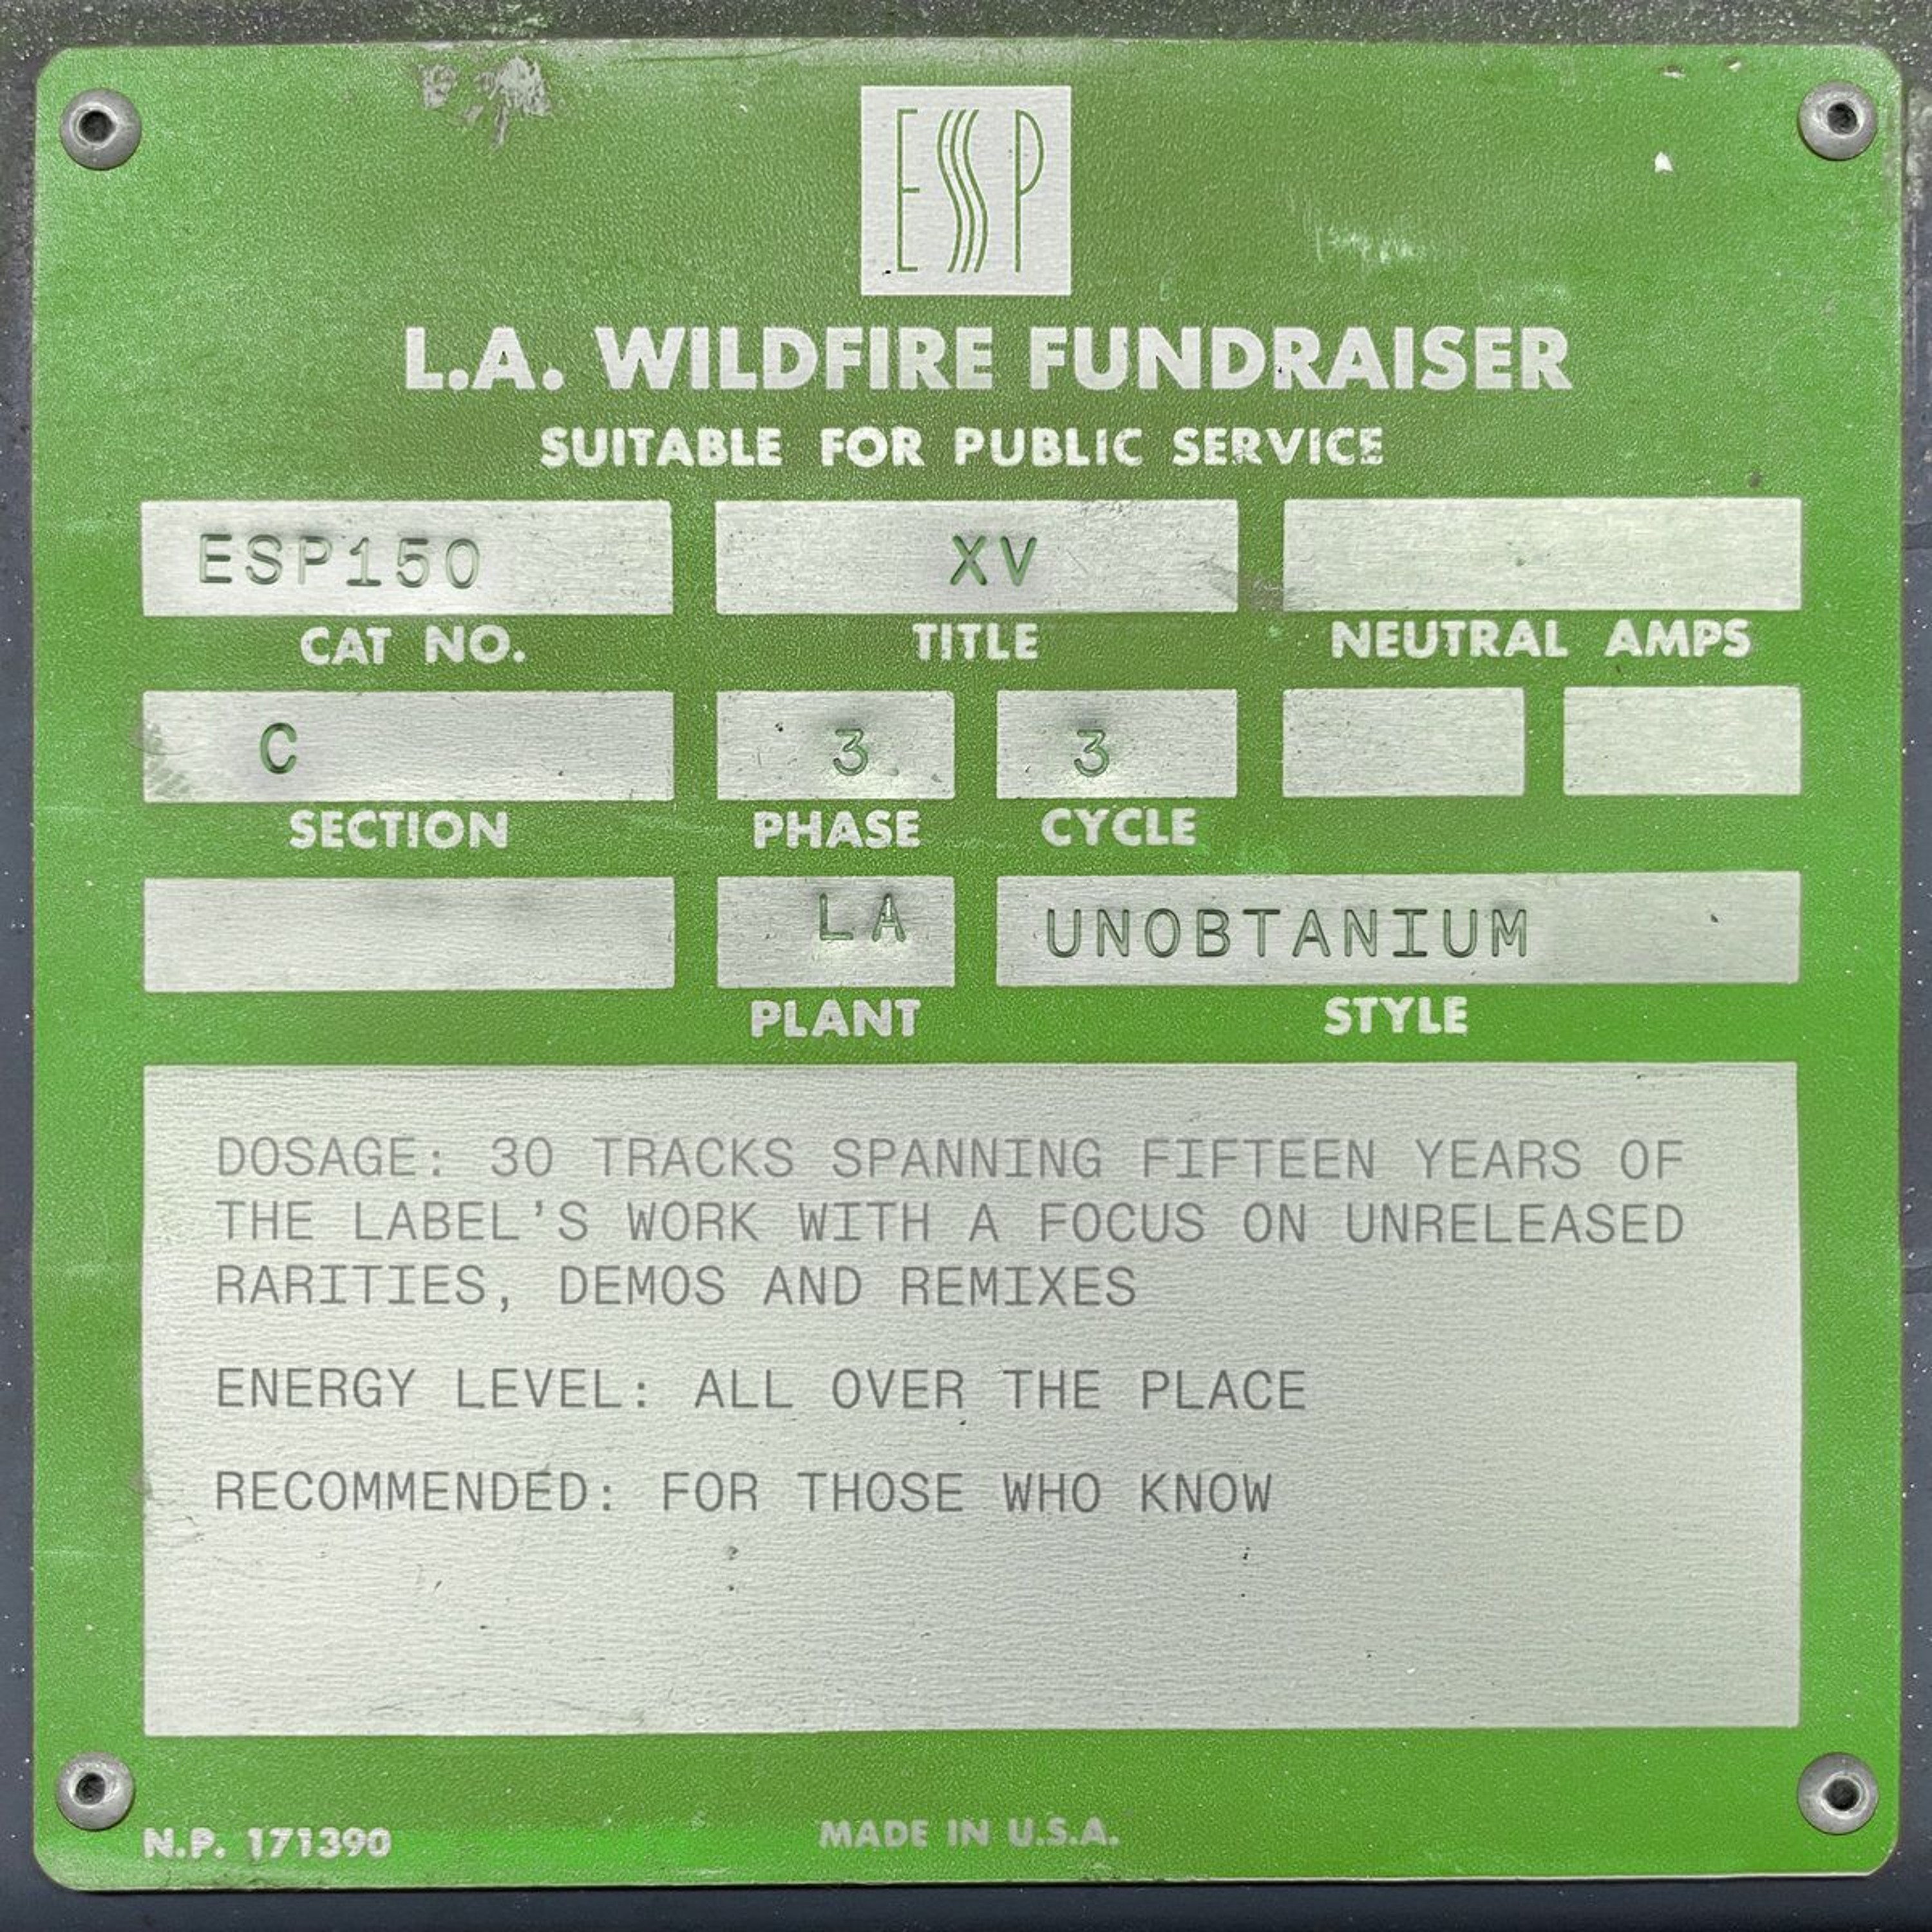 ESP
L.A. WILDFIRE FUNDRAISER
SUITABLE FOR PUBLIC SERVICE
ESP150 XV
CAT NO. TITLE NEUTRAL AMPS
C 3 3
SECTION PHASE CYCLE
LA UNOBTANIUM
PLANT STYLE
DOSAGE: 30 TRACKS SPANNING FIFTEEN YEARS OF
THE LABEL'S WORK WITH A FOCUS ON UNRELEASED
RARITIES, DEMOS AND REMIXES
ENERGY LEVEL: ALL OVER THE PLACE
RECOMMENDED: FOR THOSE WHO KNOW
N.P. 171390 MADE IN U.S.A.